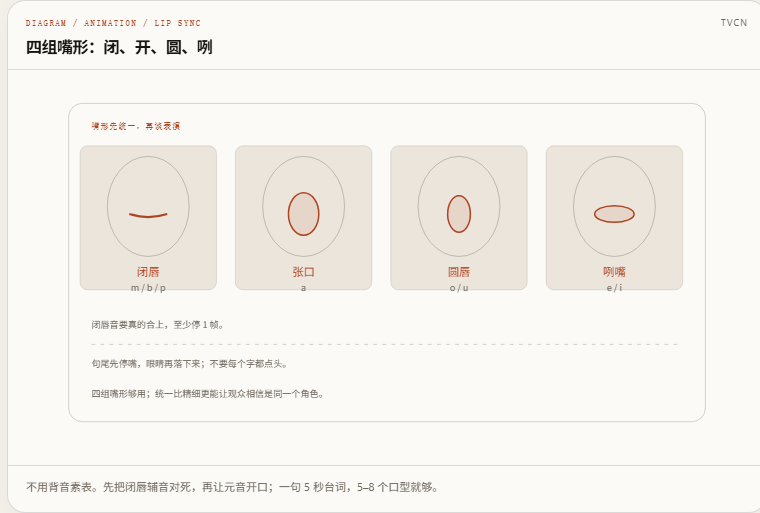 DIAGRAM / ANIMATION / LIP SYNC
TVCN
四组嘴形：闭、开、圆、咧
嘴形先统一，再谈表演
闭唇
m / b / p
张口
a
圆唇
o / u
咧嘴
e / i
闭唇音要真的合上，至少停 1 帧。
句尾先停嘴，眼睛再落下来；不要每个字都点头。
四组嘴形够用；统一比精细更能让观众相信是同一个角色。
不用背音素表。先把闭唇辅音对死，再让元音开口；一句 5 秒台词，5–8 个口型就够。